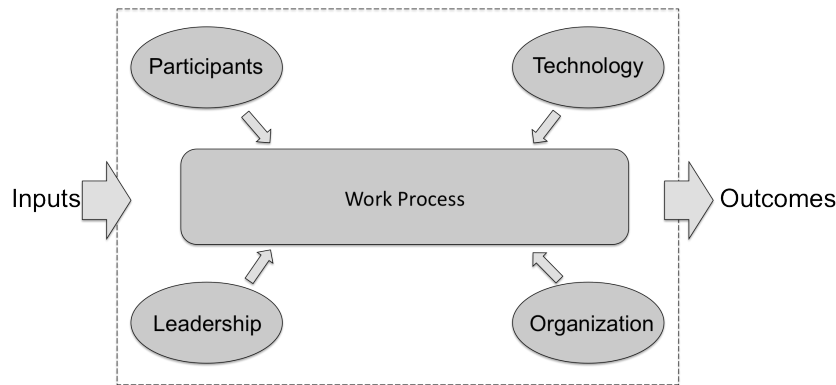 Participants
Technology
Inputs
Work Process
Outcomes
Leadership
Organization